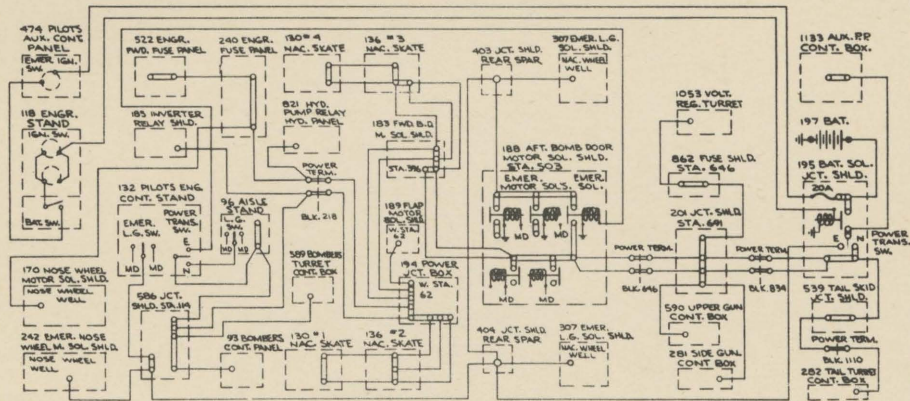 474 PILOTS
AUX. CONT.
PANEL
EMER. IGN.
SW.
118 ENGR.
STAND
IGN. SW.
BAT. SW.
522 ENGR.
FWD. FUSE PANEL
240 ENGR.
FUSE PANEL
185 INVERTER
RELAY SHLD.
821 HYD.
PUMP RELAY
HYD. PANEL
130 #4
NAC. SKATE
136 #3
NAC. SKATE
183 FWD. B.D.
M. SOL. SHLD.
STA. 396
403 JCT. SHLD.
REAR SPAR
307 EMER. L.G.
SOL. SHLD.
NAC. WHEEL
WELL
188 AFT. BOMB DOOR
MOTOR SOL. SHLD.
STA. 503
EMER.
MOTOR SOLS.
EMER.
SOL.
MD
MD
MD
MD
1133 AUX. P.P.
CONT. BOX.
1053 VOLT.
REG. TURRET
197 BAT.
862 FUSE SHLD.
STA. 646
195 BAT. SOL.
JCT. SHLD.
20A
E
N
POWER
TRANS.
SW.
201 JCT. SHLD.
STA. 691
POWER TERM.
BLK. 646
POWER TERM.
BLK. 834
132 PILOTS ENG.
CONT. STAND
EMER.
L.G. SW.
MD
MD
POWER
TRANS.
SW.
E
N
96 AISLE
STAND
L.G.
SW.
MD
MD
POWER
TERM.
BLK. 218
189 FLAP
MOTOR
SOL. SHLD.
W. STA.
62
194 POWER
JCT. BOX
W. STA.
62
589 BOMBERS
TURRET
CONT. BOX
170 NOSE WHEEL
MOTOR SOL. SHLD.
NOSE WHEEL
WELL
586 JCT.
SHLD. STA. 114
242 EMER. NOSE
WHEEL M. SOL. SHLD.
NOSE WHEEL
WELL
93 BOMBERS
CONT. PANEL
130 #1
NAC. SKATE
136 #2
NAC. SKATE
404 JCT. SHLD.
REAR SPAR
307 EMER.
L.G. SOL. SHLD.
NAC. WHEEL
WELL
590 UPPER GUN
CONT. BOX
281 SIDE GUN
CONT BOX
539 TAIL SKID
JCT. SHLD.
POWER TERM.
BLK. 1110
282 TAIL TURRET
CONT. BOX